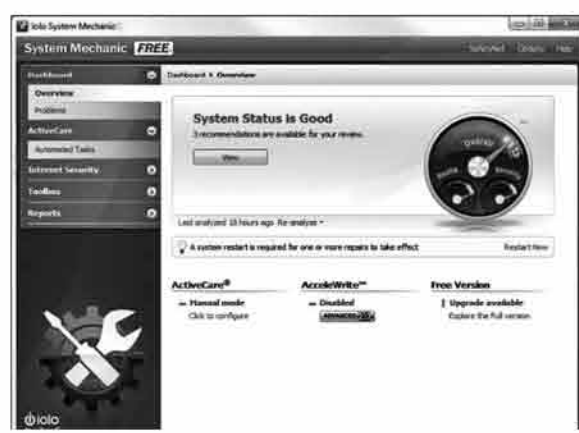 iolo System Mechanic
System Mechanic FREE
Options Help
Dashboard
Overview
Problems
ActiveCare
Automated Tasks
Internet Security
Toolbox
Reports
Dashboard Overview
System Status is Good
3 recommendations are available for your review.
View
Last analyzed 18 hours ago Re-analyze
A system restart is required for one or more repairs to take effect
Restart Now
ActiveCare®
Manual mode
Click to configure
AcceleWrite™
Disabled
ADVANCED
Free Version
! Upgrade available
Explore the full version
iolo